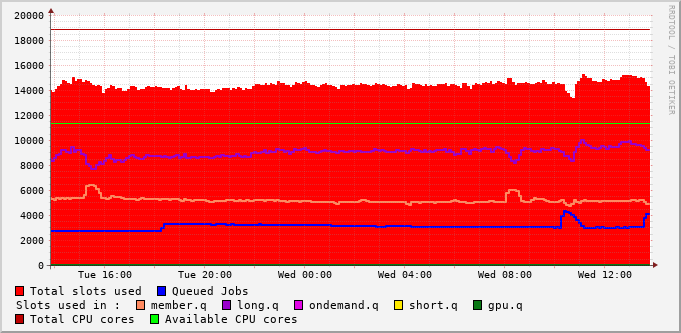 RRDTOOL / TOBI OETIKER
20000
18000
16000
14000
12000
10000
8000
6000
4000
2000
0
Tue 16:00 Tue 20:00 Wed 00:00 Wed 04:00 Wed 08:00 Wed 12:00
Total slots used Queued Jobs
Slots used in : member.q long.q ondemand.q short.q gpu.q
Total CPU cores Available CPU cores